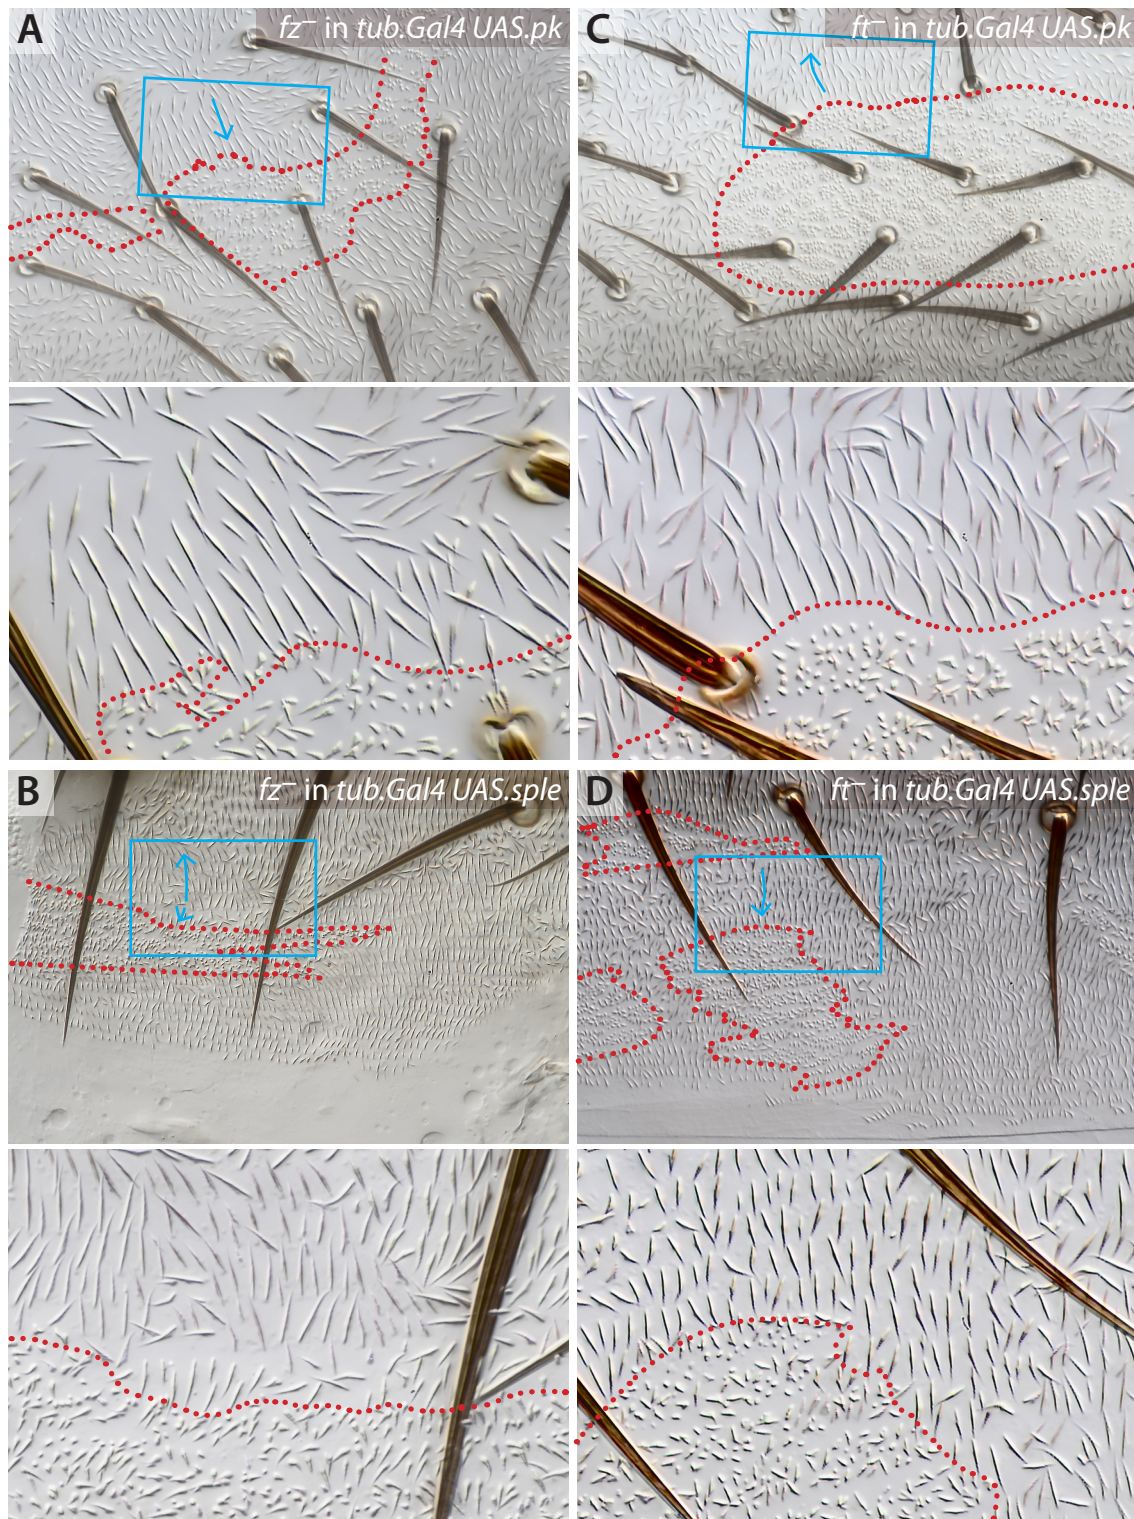 A
fz– in tub.Gal4 UAS.pk
C
ft– in tub.Gal4 UAS.pk
B
fz– in tub.Gal4 UAS.sple
D
ft– in tub.Gal4 UAS.sple